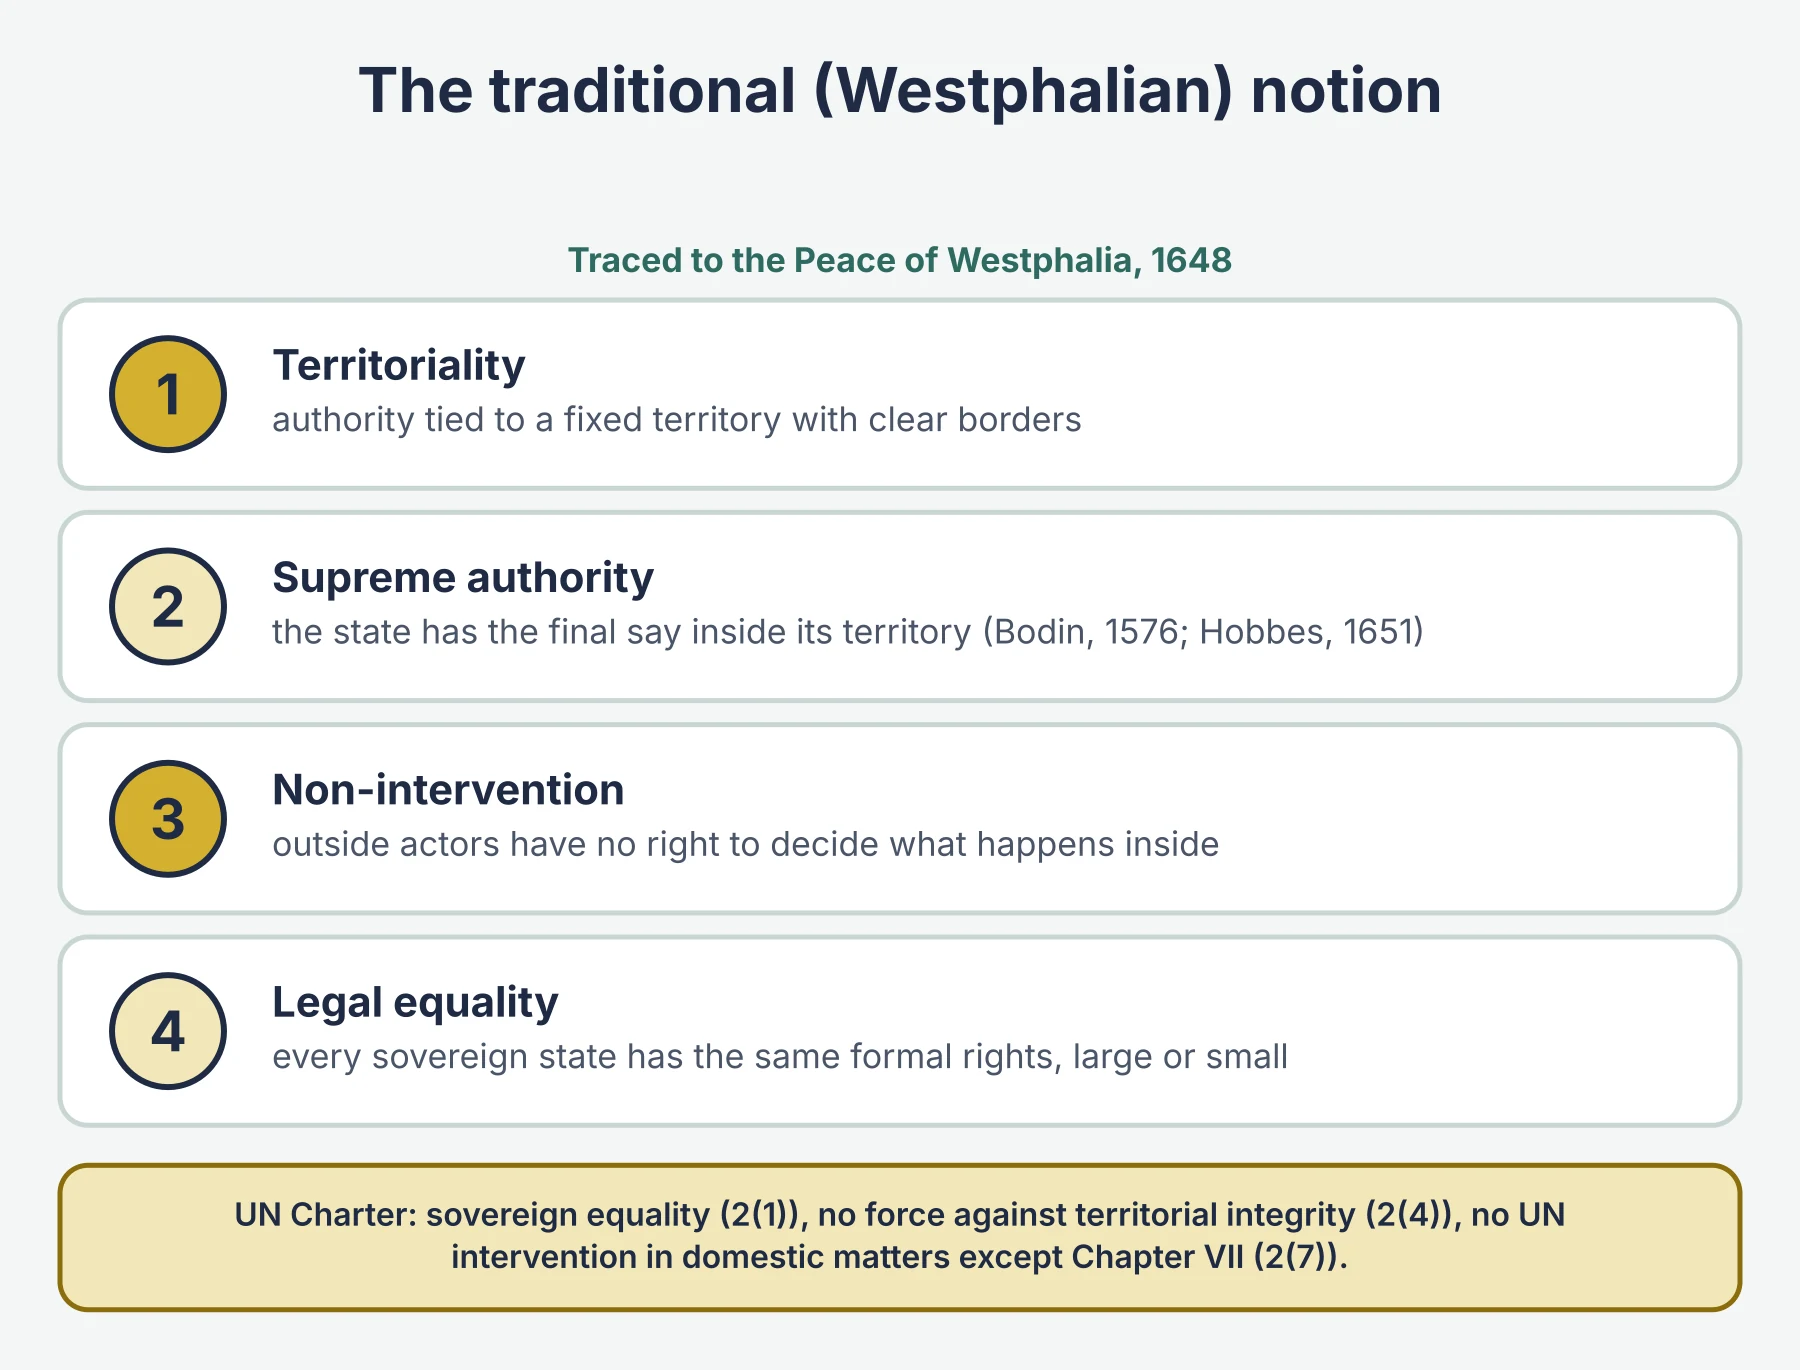 The traditional (Westphalian) notion
Traced to the Peace of Westphalia, 1648
1
Territoriality
authority tied to a fixed territory with clear borders
2
Supreme authority
the state has the final say inside its territory (Bodin, 1576; Hobbes, 1651)
3
Non-intervention
outside actors have no right to decide what happens inside
4
Legal equality
every sovereign state has the same formal rights, large or small
UN Charter: sovereign equality (2(1)), no force against territorial integrity (2(4)), no UN
intervention in domestic matters except Chapter VII (2(7)).